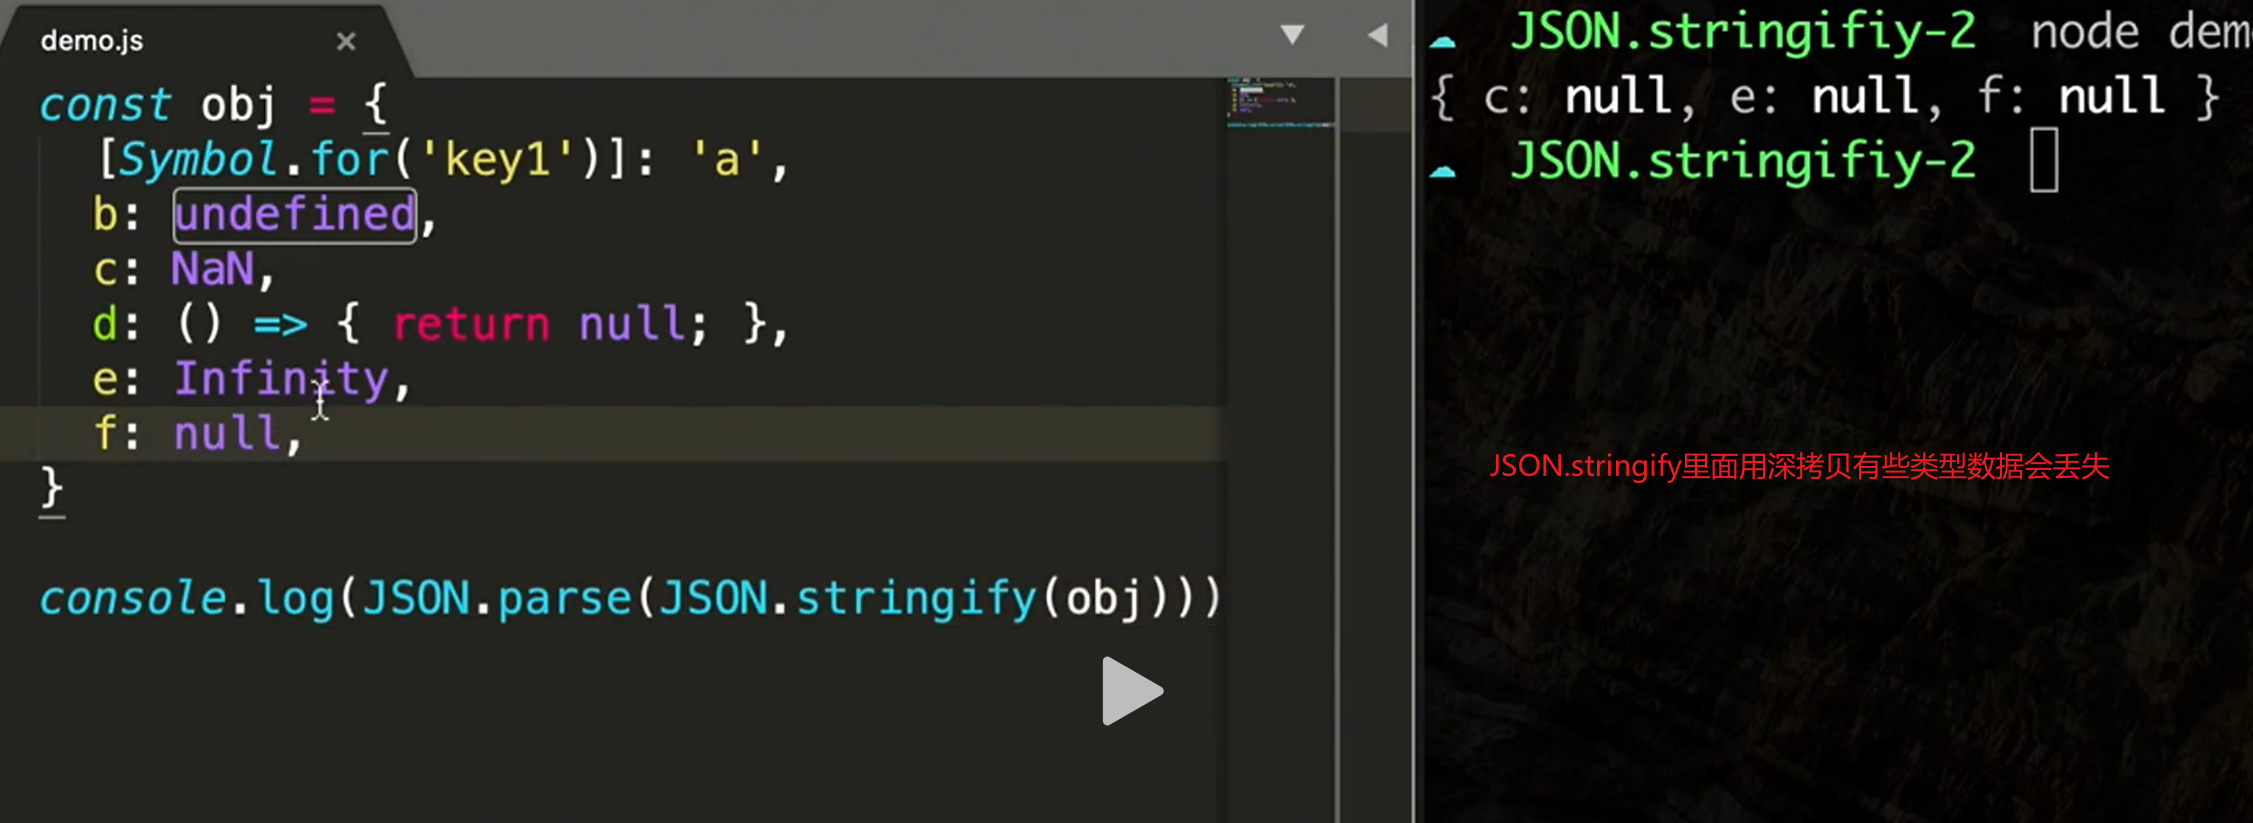 demo.js
const obj = {
[Symbol.for('key1')]: 'a',
b: undefined,
c: NaN,
d: () => { return null; },
e: Infinity,
f: null,
}
console.log(JSON.parse(JSON.stringify(obj)))
JSON.stringifiy-2 node dem
{ c: null, e: null, f: null }
JSON.stringifiy-2
JSON.stringify里面用深拷贝有些类型数据会丢失